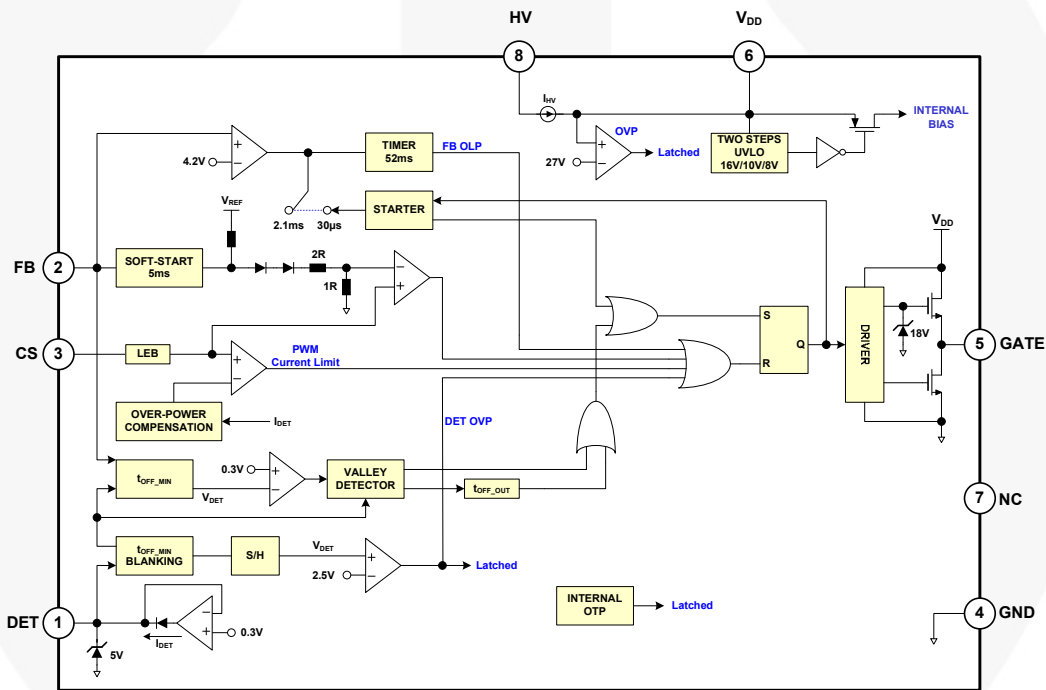 HV
VDD
8
6
IHV
INTERNAL
BIAS
OVP
+
−
27V
Latched
TWO STEPS
UVLO
16V/10V/8V
+
−
4.2V
TIMER
52ms
FB OLP
STARTER
2.1ms
30µs
VREF
VDD
FB
2
SOFT-START
5ms
2R
1R
−
+
S
R
Q
DRIVER
18V
5
GATE
CS
3
LEB
+
−
PWM
Current Limit
OVER-POWER
COMPENSATION
IDET
DET OVP
tOFF_MIN
0.3V
+
−
VDET
VALLEY
DETECTOR
tOFF_OUT
7
NC
tOFF_MIN
BLANKING
S/H
VDET
+
−
2.5V
Latched
INTERNAL
OTP
Latched
4
GND
DET
1
−
+
0.3V
IDET
5V